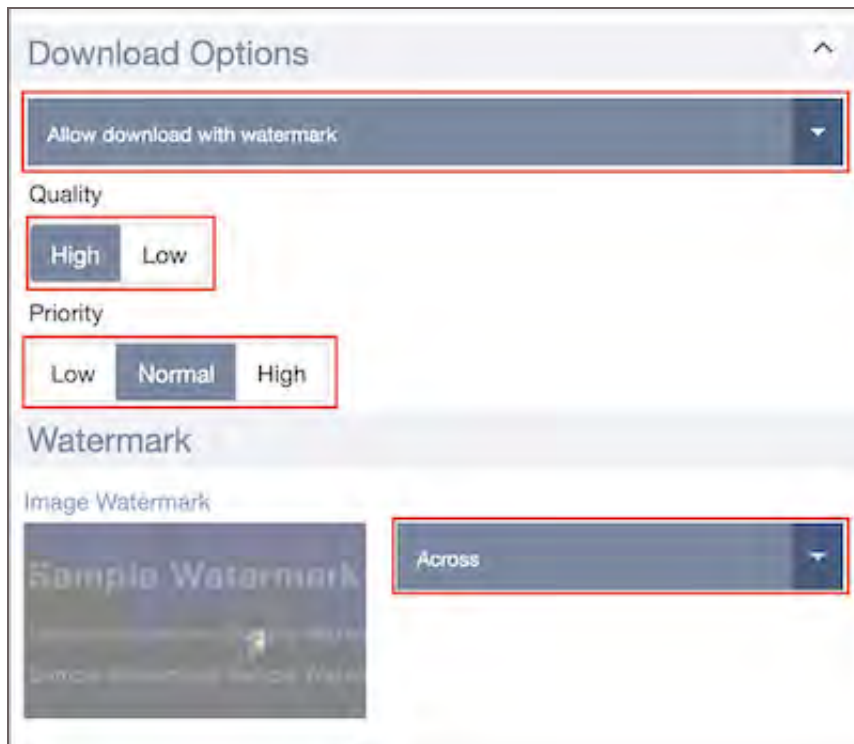 Download Options
Allow download with watermark
Quality
High Low
Priority
Low Normal High
Watermark
Image Watermark
Across
Sample Watermark